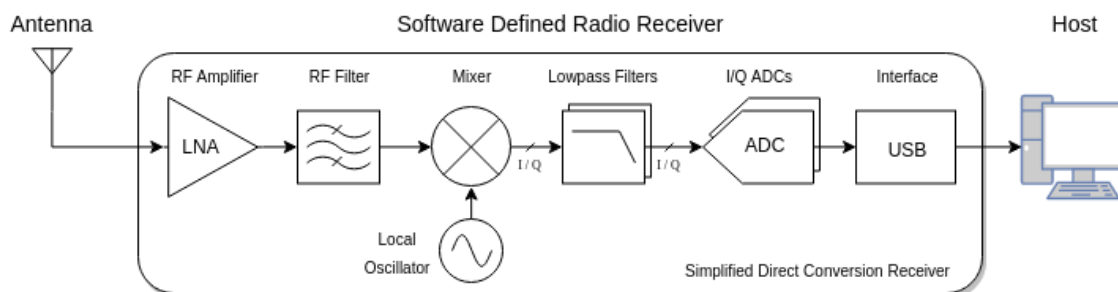 Antenna
Software Defined Radio Receiver
Host
RF Amplifier
RF Filter
Mixer
Lowpass Filters
I/Q ADCs
Interface
LNA
ADC
USB
I / Q
I / Q
Local
Oscillator
Simplified Direct Conversion Receiver